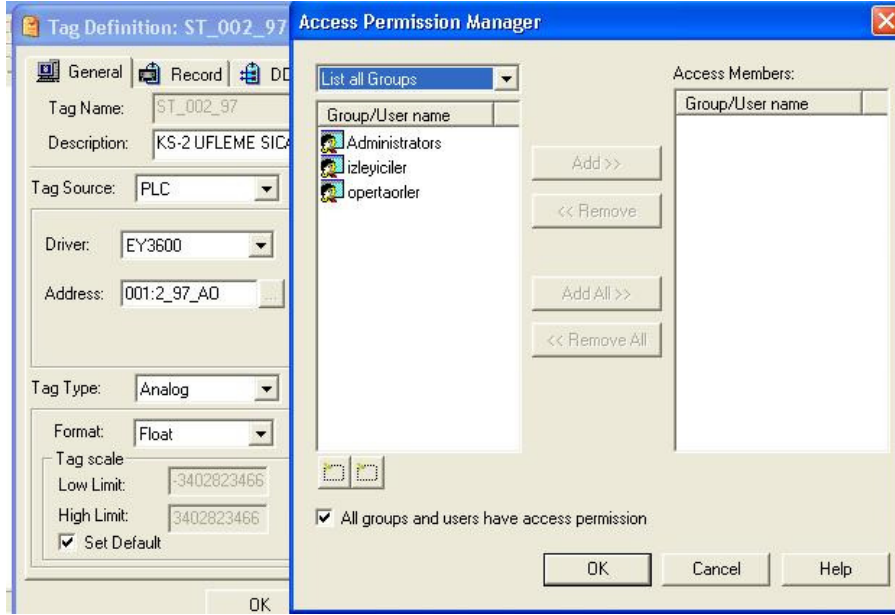 Tag Definition: ST_002_97
General
Record
Tag Name:
ST_002_97
Description:
KS-2 UFLEME SICA
Tag Source:
PLC
Driver:
EY3600
Address:
001:2_97_AO
...
Tag Type:
Analog
Format:
Float
Tag scale
Low Limit:
-3402823466
High Limit:
3402823466
Set Default
OK
Access Permission Manager
List all Groups
Group/User name
Administrators
izleyiciler
opertaorler
Add >>
<< Remove
Add All >>
<< Remove All
Access Members:
Group/User name
All groups and users have access permission
OK
Cancel
Help